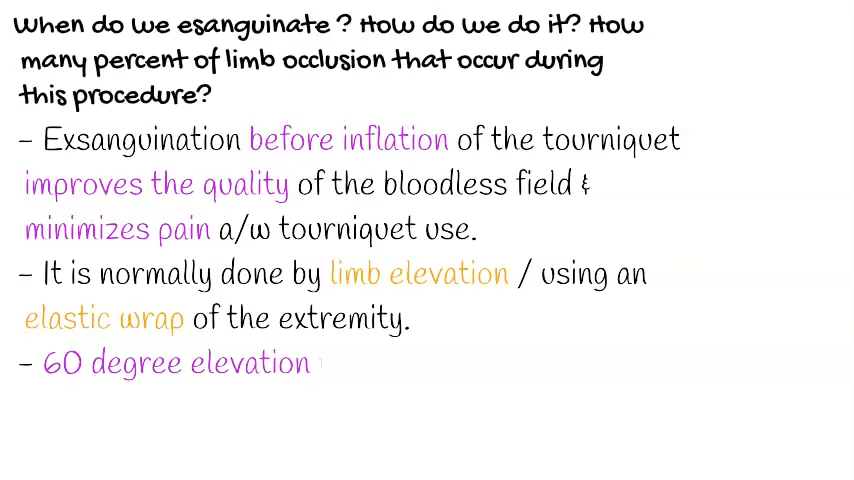 When do we esanguinate ? How do we do it? How
many percent of limb occlusion that occur during
this procedure?
- Exsanguination before inflation of the tourniquet
improves the quality of the bloodless field &
minimizes pain a/w tourniquet use.
- It is normally done by limb elevation / using an
elastic wrap of the extremity.
- 60 degree elevation